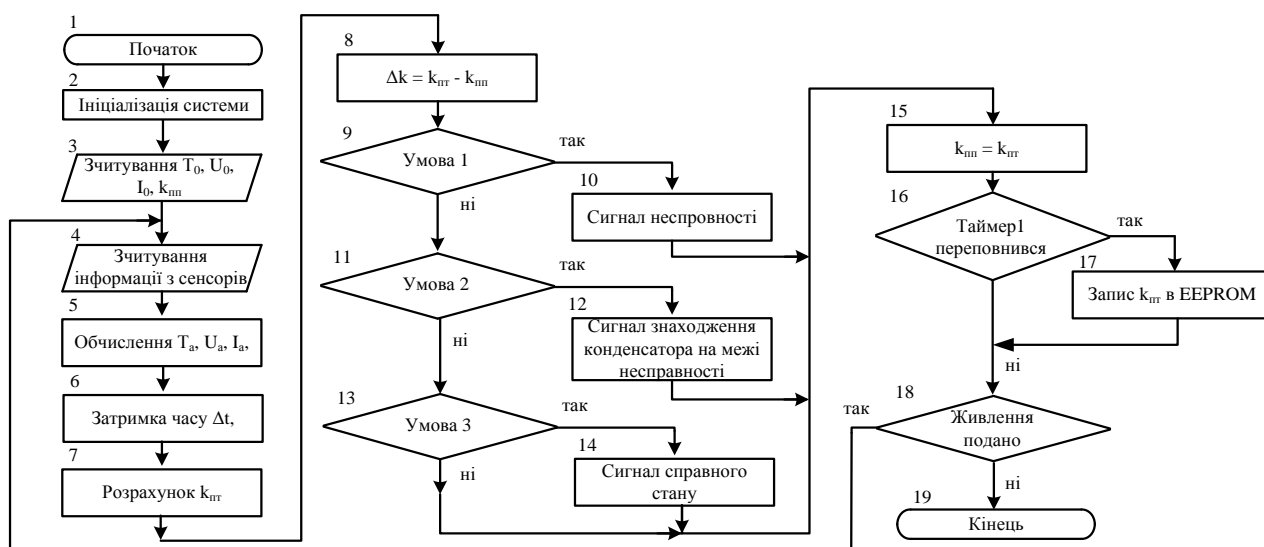 1
Початок
2
Ініціалізація системи
3
Зчитування T₀, U₀,
I₀, kпп
4
Зчитування
інформації з сенсорів
5
Обчислення Tа, Uа, Iа,
6
Затримка часу Δt,
7
Розрахунок kпт
8
Δk = kпт - kпп
9
Умова 1
так
ні
10
Сигнал несправності
11
Умова 2
так
ні
12
Сигнал знаходження
конденсатора на межі
несправності
13
Умова 3
так
ні
14
Сигнал справного
стану
15
kпп = kпт
16
Таймер1
переповнився
так
17
Запис kпт в EEPROM
ні
18
так
Живлення
подано
ні
19
Кінець